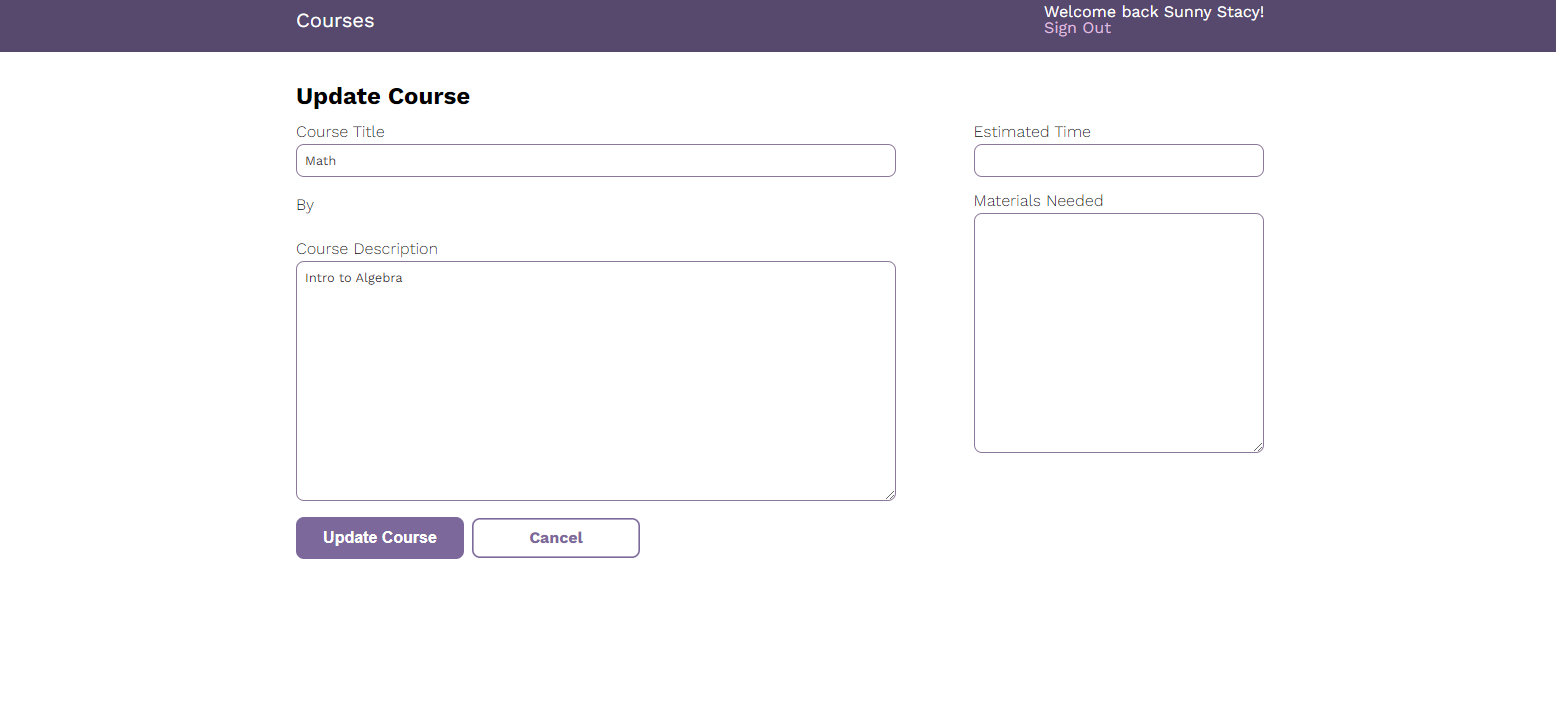 Courses
Welcome back Sunny Stacy!
Sign Out
Update Course
Course Title
Math
By
Course Description
Intro to Algebra
Estimated Time
Materials Needed
Update Course
Cancel